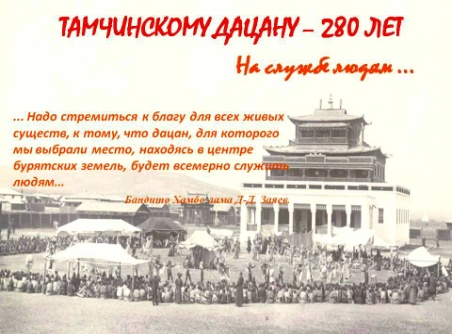 ТАМЧИНСКОМУ ДАЦАНУ – 280 ЛЕТ
На службе людям ...
... Надо стремиться к благу для всех живых
существ, к тому, что дацан, для которого
мы выбрали место, находясь в центре
бурятских земель, будет всемерно служить
людям...
Бандидо Хамбо лама Д-Д. Заяев.